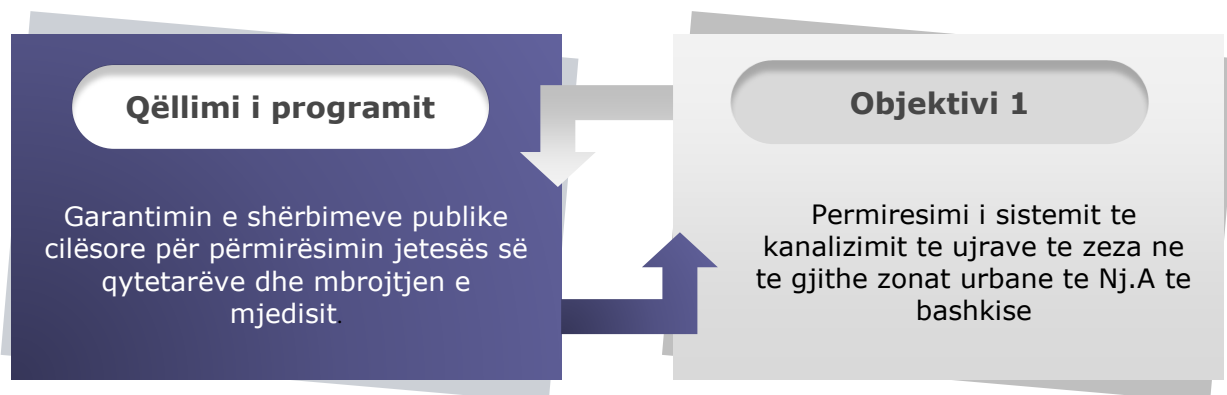 Qëllimi i programit
Garantimin e shërbimeve publike
cilësore për përmirësimin jetesës së
qytetarëve dhe mbrojtjen e
mjedisit.
Objektivi 1
Permiresimi i sistemit te
kanalizimit te ujrave te zeza ne
te gjithe zonat urbane te Nj.A te
bashkise